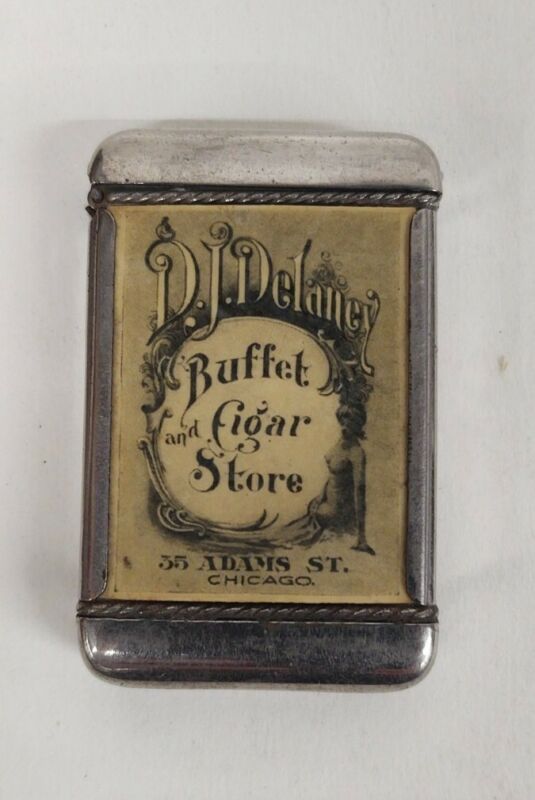 D.J. Delaney
Buffet
and Cigar
Store
35 ADAMS ST.
CHICAGO.